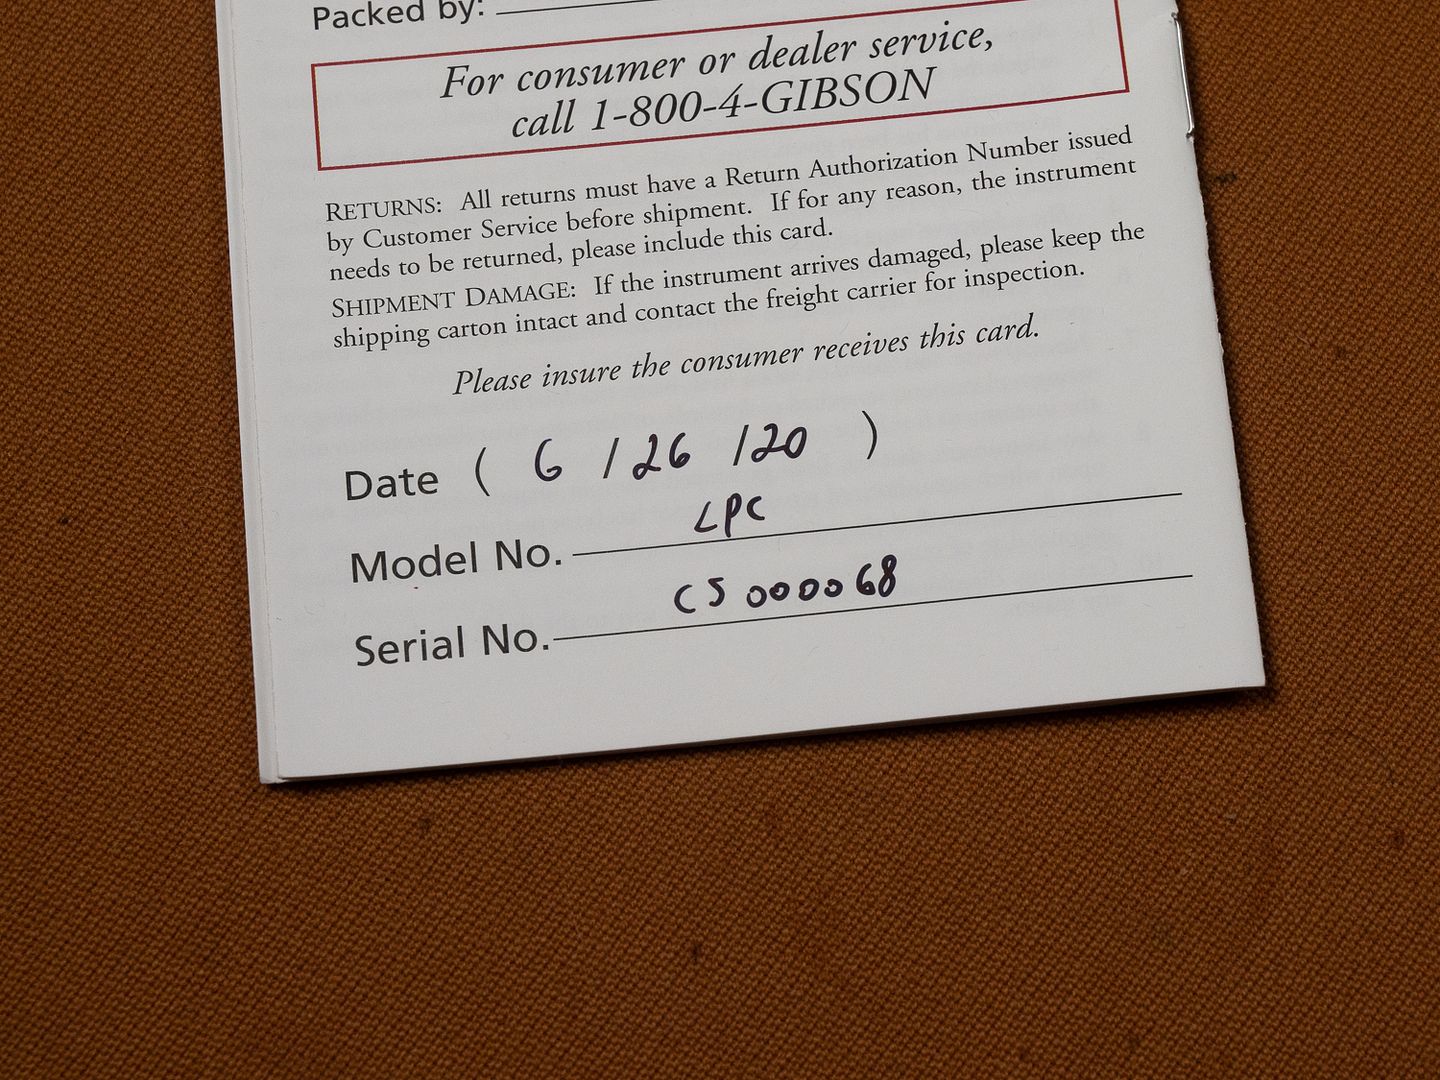 Packed by:
For consumer or dealer service,
call 1-800-4-GIBSON
RETURNS: All returns must have a Return Authorization Number issued
by Customer Service before shipment. If for any reason, the instrument
needs to be returned, please include this card.
SHIPMENT DAMAGE: If the instrument arrives damaged, please keep the
shipping carton intact and contact the freight carrier for inspection.
Please insure the consumer receives this card.
Date ( 6 / 26 / 20 )
Model No. LPC
Serial No. CS 000068